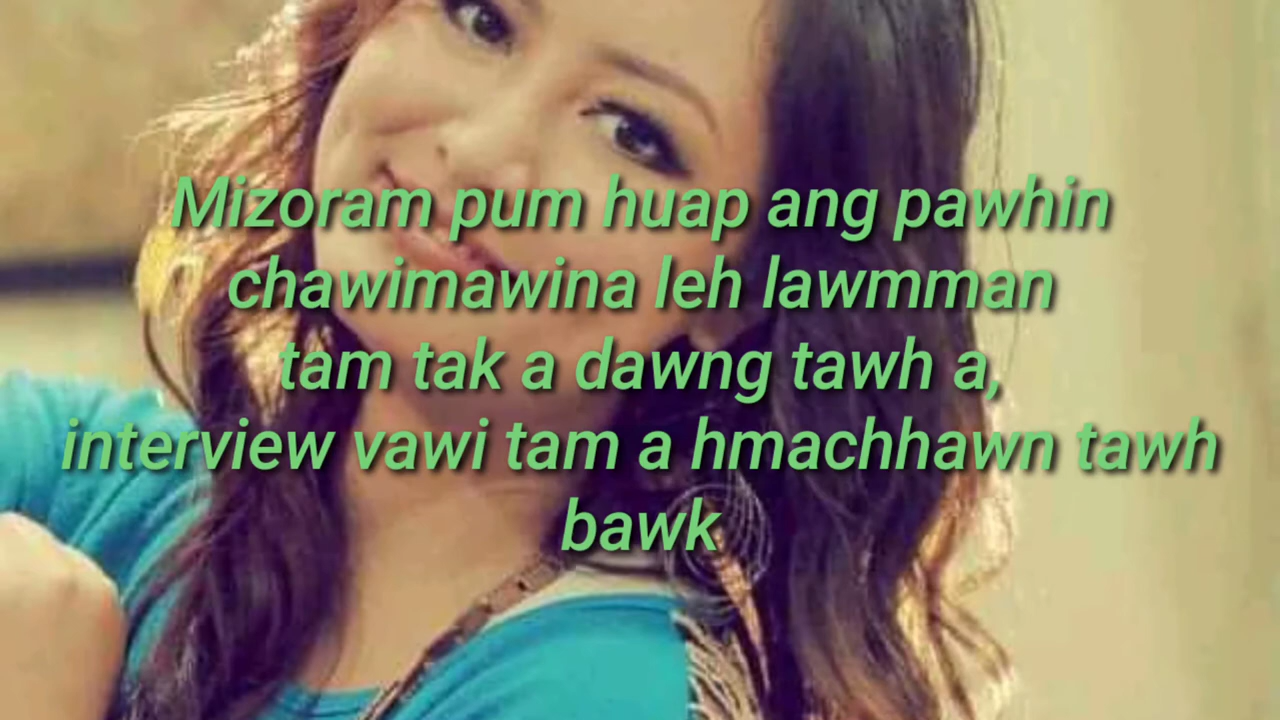 Mizoram pum huap ang pawhin
chawimawina leh lawmman
tam tak a dawng tawh a,
interview vawi tam a hmachhawn tawh
bawk